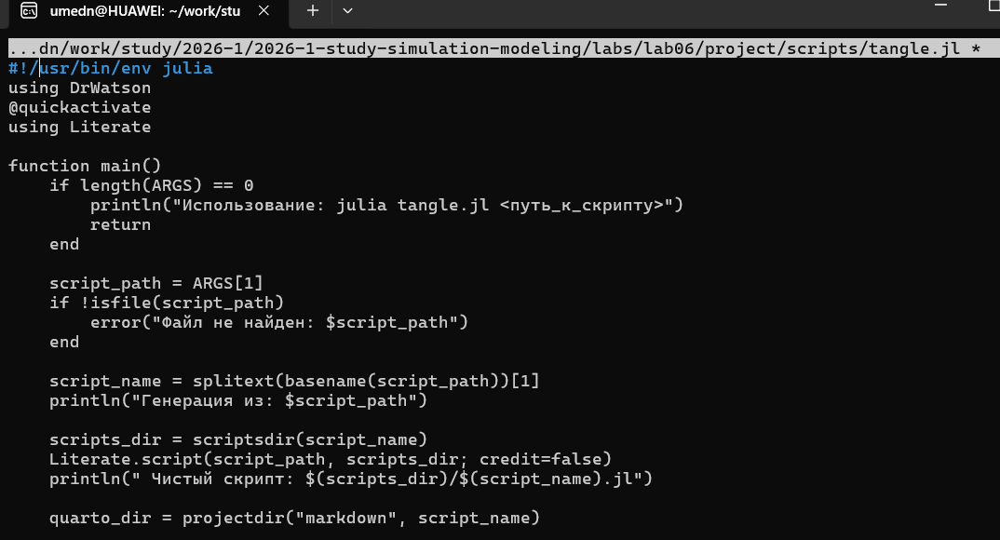 umedn@HUAWEI: ~/work/stu
...dn/work/study/2026-1/2026-1-study-simulation-modeling/labs/lab06/project/scripts/tangle.jl *
#!/usr/bin/env julia
using DrWatson
@quickactivate
using Literate
function main()
    if length(ARGS) == 0
        println("Использование: julia tangle.jl <путь_к_скрипту>")
        return
    end
    script_path = ARGS[1]
    if !isfile(script_path)
        error("Файл не найден: $script_path")
    end
    script_name = splitext(basename(script_path))[1]
    println("Генерация из: $script_path")
    scripts_dir = scriptsdir(script_name)
    Literate.script(script_path, scripts_dir; credit=false)
    println(" Чистый скрипт: $(scripts_dir)/$(script_name).jl")
    quarto_dir = projectdir("markdown", script_name)